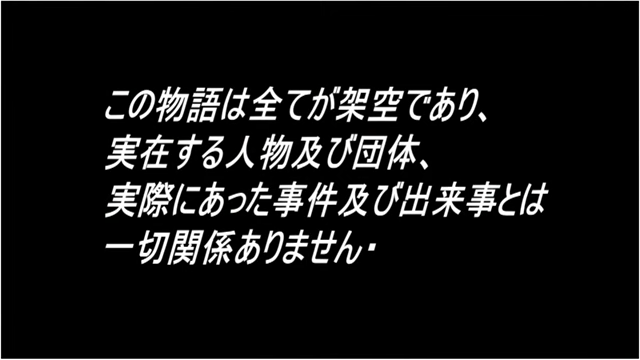 この物語は全てが架空であり、
実在する人物及び団体、
実際にあった事件及び出来事とは
一切関係ありません・